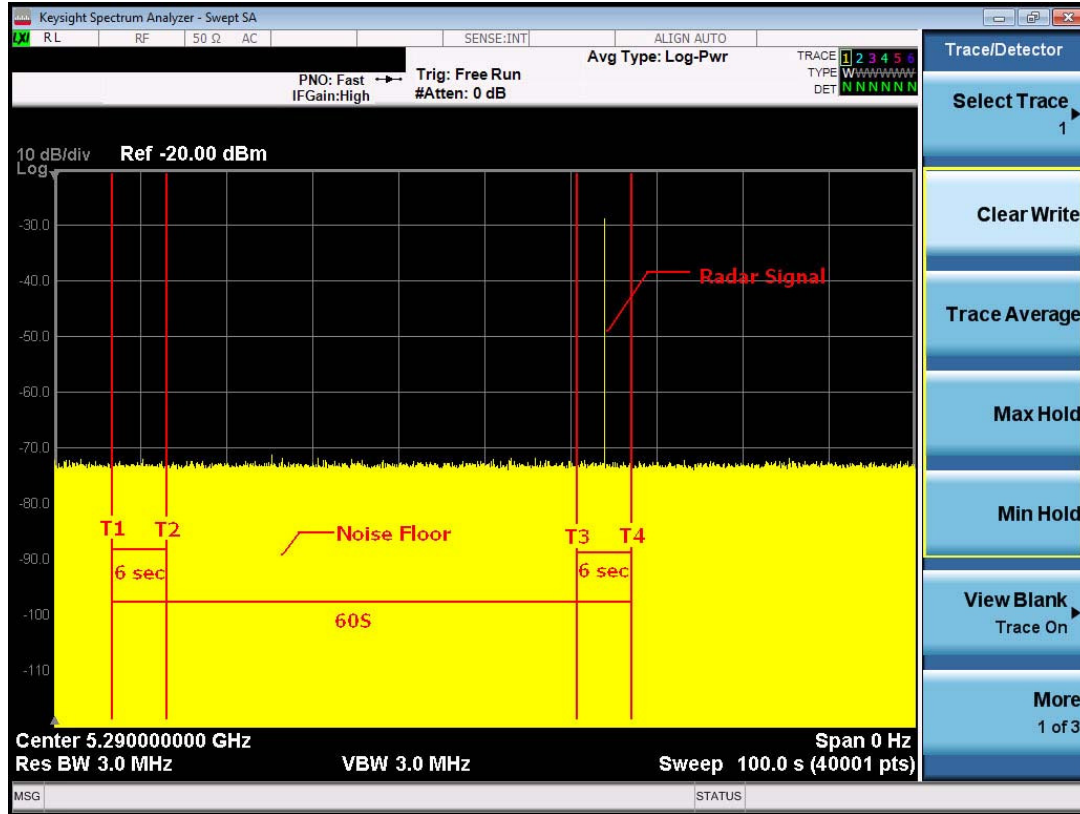 Keysight Spectrum Analyzer - Swept SA
LXI RL RF 50 Ω AC SENSE:INT ALIGN AUTO
PNO: Fast
IFGain:High
Trig: Free Run
#Atten: 0 dB
Avg Type: Log-Pwr
TRACE 1 2 3 4 5 6
TYPE WWWWWW
DET N N N N N N
10 dB/div
Log
Ref -20.00 dBm
-30.0
-40.0
-50.0
-60.0
-70.0
-80.0
-90.0
-100
-110
Radar Signal
T1 T2
Noise Floor
T3 T4
6 sec
6 sec
60S
Center 5.290000000 GHz
Span 0 Hz
Res BW 3.0 MHz
VBW 3.0 MHz
Sweep 100.0 s (40001 pts)
MSG
STATUS
Trace/Detector
Select Trace
1
Clear Write
Trace Average
Max Hold
Min Hold
View Blank
Trace On
More
1 of 3